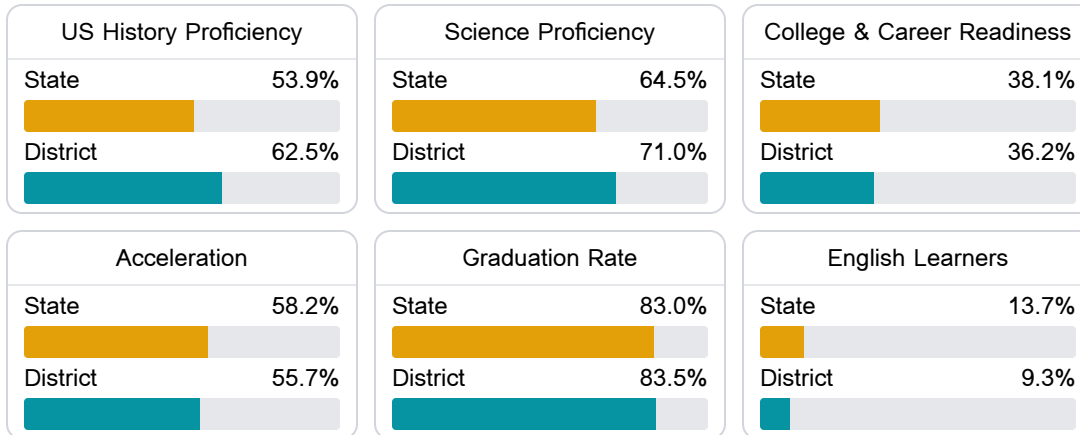 US History Proficiency
State 53.9%
District 62.5%
Science Proficiency
State 64.5%
District 71.0%
College & Career Readiness
State 38.1%
District 36.2%
Acceleration
State 58.2%
District 55.7%
Graduation Rate
State 83.0%
District 83.5%
English Learners
State 13.7%
District 9.3%